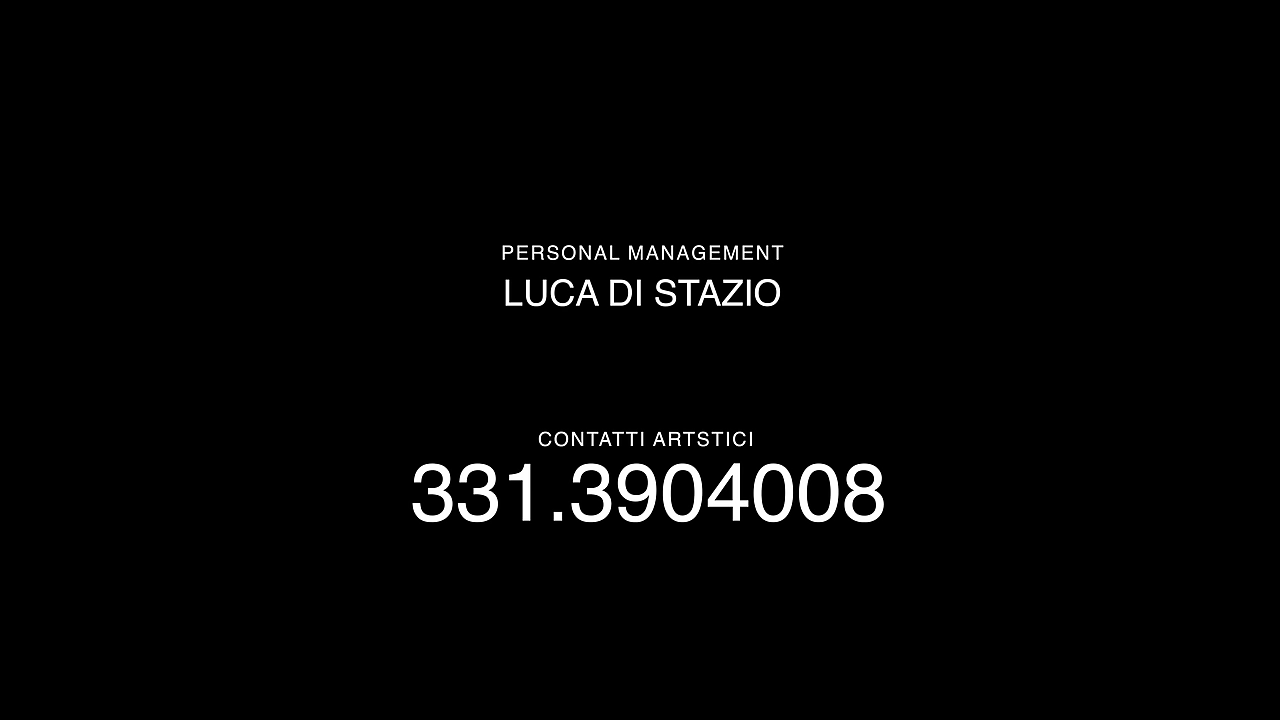 PERSONAL MANAGEMENT
LUCA DI STAZIO
CONTATTI ARTSTICI
331.3904008